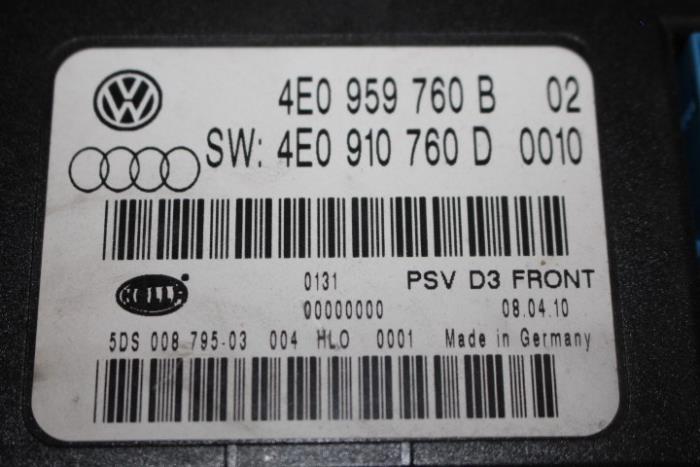 4E0 959 760 B 02
SW: 4E0 910 760 D 0010
HELLA
0131 PSV D3 FRONT
00000000 08.04.10
5DS 008 795-03 004 HLO 0001 Made in Germany